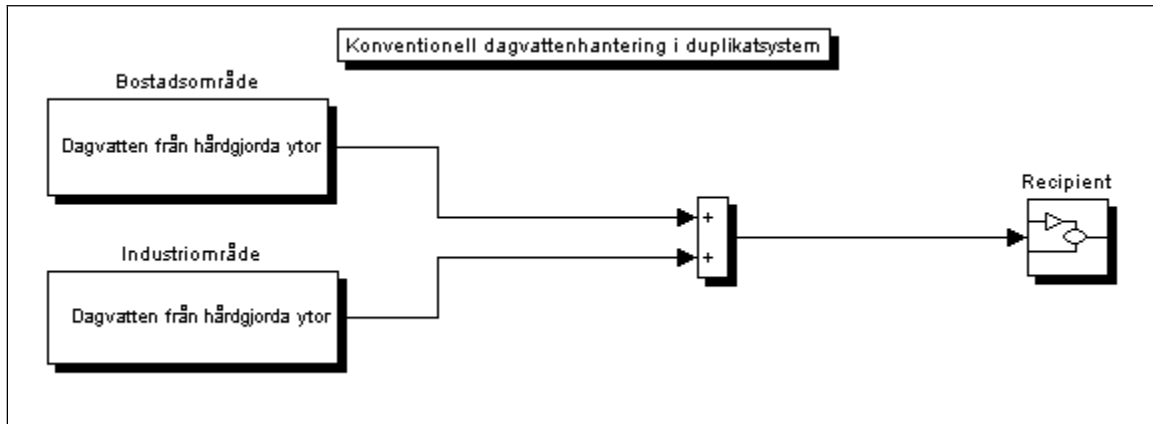 Konventionell dagvattenhantering i duplikatsystem
Bostadsområde
Dagvatten från hårdgjorda ytor
Industriområde
Dagvatten från hårdgjorda ytor
+
+
Recipient